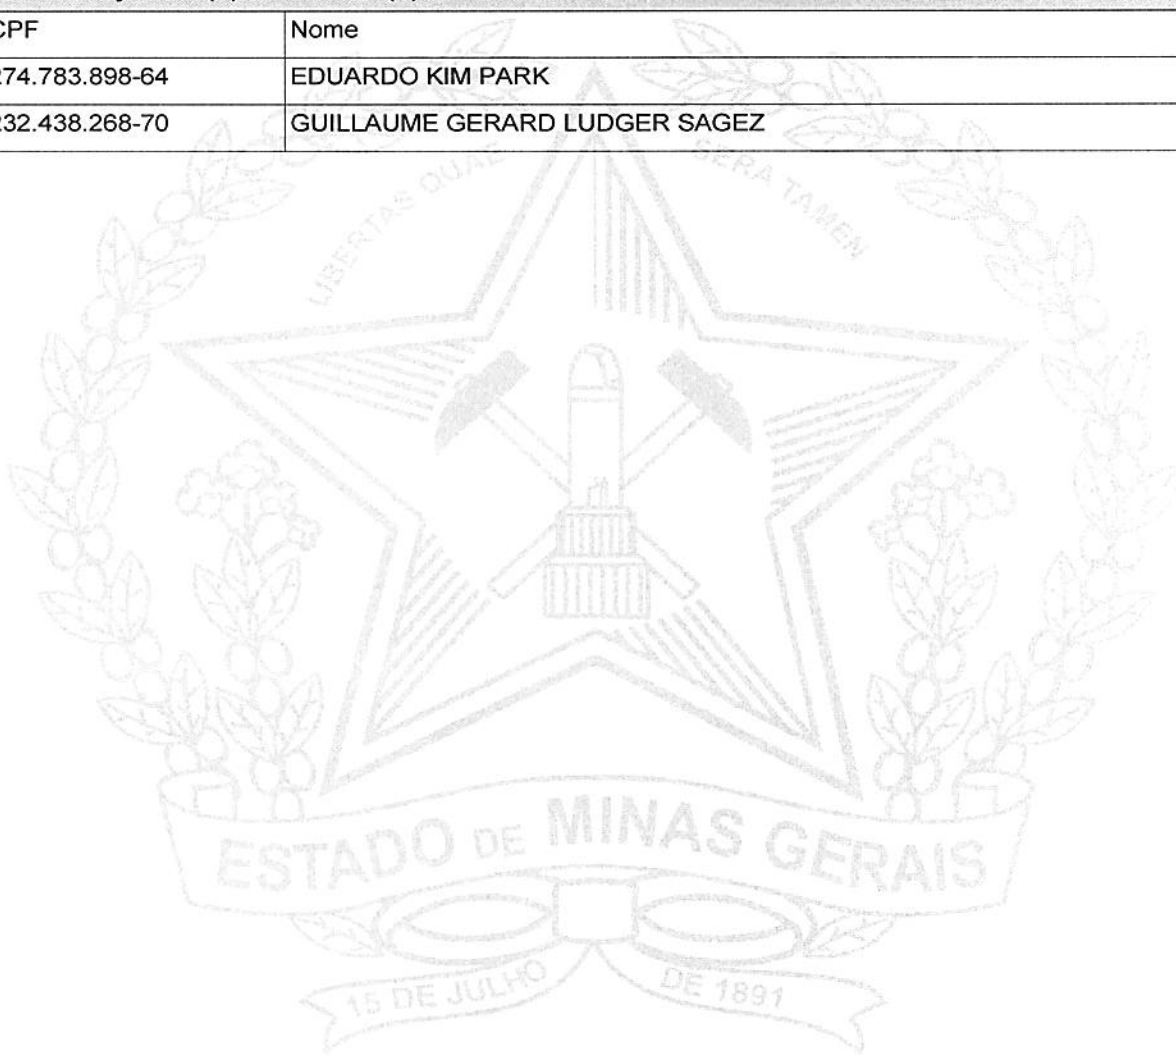 CPF Nome
274.783.898-64 EDUARDO KIM PARK
232.438.268-70 GUILLAUME GERARD LUDGER SAGEZ
LIBERTAS QUAE SERA TAMEN
ESTADO DE MINAS GERAIS
15 DE JULHO DE 1891